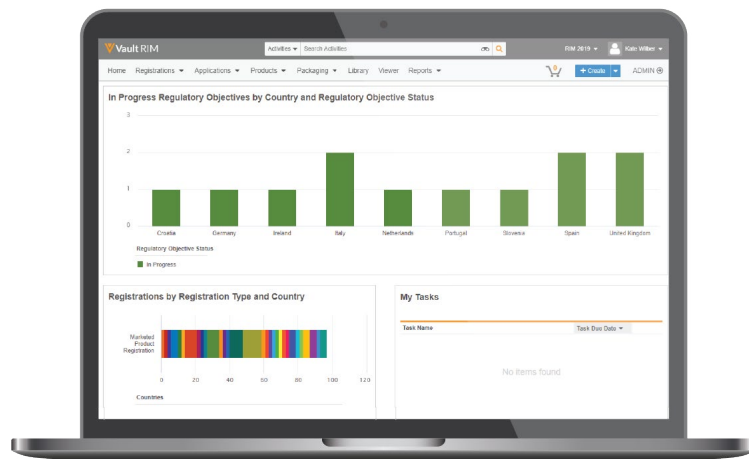 Vault RIM
Activities Search Activities
RIM 2019 Kate Wilber
Home Registrations Applications Products Packaging Library Viewer Reports
0
+ Create ADMIN
In Progress Regulatory Objectives by Country and Regulatory Objective Status
3
2
1
0
Croatia Germany Ireland Italy Netherlands Portugal Slovenia Spain United Kingdom
Regulatory Objective Status
In Progress
Registrations by Registration Type and Country
Marketed
Product
Registration
0 20 40 60 80 100 120
Countries
My Tasks
Task Name Task Due Date
No items found